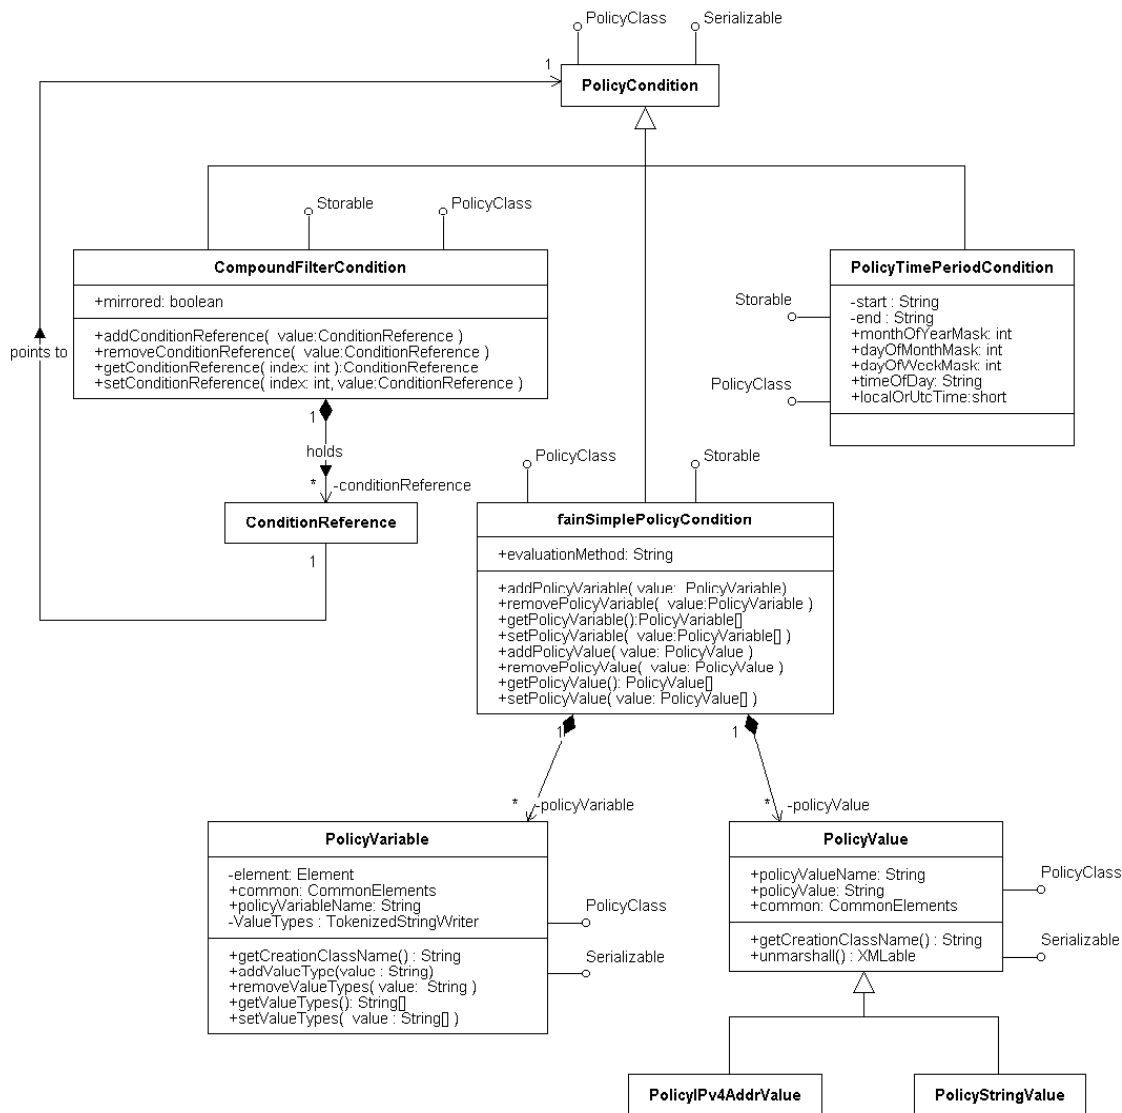 PolicyClass
Serializable
1
PolicyCondition
Storable
PolicyClass
CompoundFilterCondition
+mirrored: boolean
+addConditionReference( value:ConditionReference )
+removeConditionReference( value:ConditionReference )
+getConditionReference( index: int ):ConditionReference
+setConditionReference( index: int, value:ConditionReference )
points to
PolicyTimePeriodCondition
-start : String
-end : String
+monthOfYearMask: int
+dayOfMonthMask: int
+dayOfWeekMask: int
+timeOfDay: String
+localOrUtcTime:short
Storable
PolicyClass
1
holds
* -conditionReference
ConditionReference
1
PolicyClass
Storable
fainSimplePolicyCondition
+evaluationMethod: String
+addPolicyVariable( value: PolicyVariable)
+removePolicyVariable( value:PolicyVariable )
+getPolicyVariable():PolicyVariable[]
+setPolicyVariable( value:PolicyVariable[] )
+addPolicyValue( value: PolicyValue )
+removePolicyValue( value: PolicyValue )
+getPolicyValue(): PolicyValue[]
+setPolicyValue( value: PolicyValue[] )
1
1
* -policyVariable
* -policyValue
PolicyVariable
-element: Element
+common: CommonElements
+policyVariableName: String
-ValueTypes : TokenizedStringWriter
+getCreationClassName() : String
+addValueType(value : String)
+removeValueTypes( value: String )
+getValueTypes(): String[]
+setValueTypes( value : String[] )
PolicyClass
Serializable
PolicyValue
+policyValueName: String
+policyValue: String
+common: CommonElements
+getCreationClassName() : String
+unmarshall() : XMLable
PolicyClass
Serializable
PolicyIPv4AddrValue
PolicyStringValue